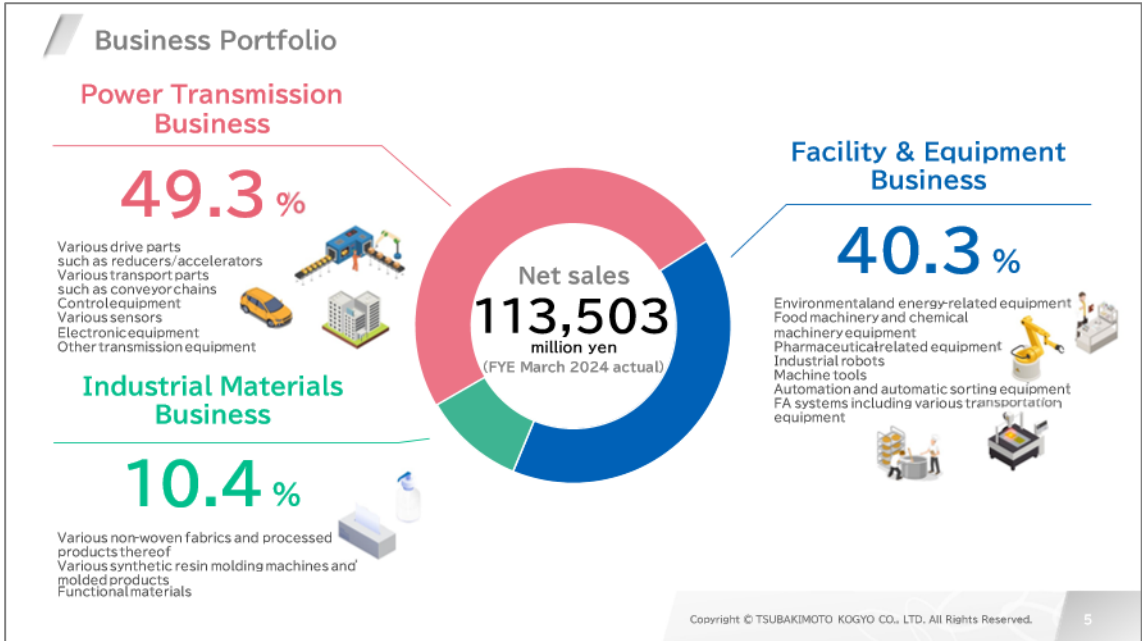 Business Portfolio
Power Transmission
Business
49.3 %
Various drive parts
such as reducers/accelerators
Various transport parts
such as conveyor chains
Control equipment
Various sensors
Electronic equipment
Other transmission equipment
Industrial Materials
Business
10.4 %
Various non-woven fabrics and processed
products thereof
Various synthetic resin molding machines and
molded products
Functional materials
Net sales
113,503
million yen
(FYE March 2024 actual)
Facility & Equipment
Business
40.3 %
Environmental and energy-related equipment
Food machinery and chemical
machinery equipment
Pharmaceutical-related equipment
Industrial robots
Machine tools
Automation and automatic sorting equipment
FA systems including various transportation
equipment
Copyright © TSUBAKIMOTO KOGYO CO., LTD. All Rights Reserved.
5